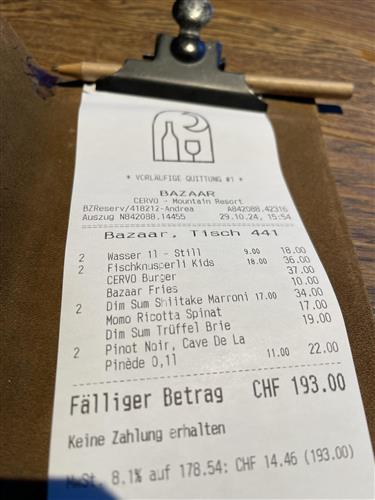 * VORLÄUFIGE QUITTUNG #1 *
BAZAAR
CERVO - Mountain Resort
BZReserv/418212-Andrea A842088.42316
Auszug N842088.14455 29.10.24, 15:54
Bazaar, Tisch 441
2 Wasser 1l - Still 9.00 18.00
2 Fischknusperli Kids 18.00 36.00
CERVO Burger 37.00
Bazaar Fries 10.00
2 Dim Sum Shiitake Marroni 17.00 34.00
Momo Ricotta Spinat 17.00
Dim Sum Trüffel Brie 19.00
2 Pinot Noir, Cave De La
Pinède 0,1l 11.00 22.00
Fälliger Betrag CHF 193.00
Keine Zahlung erhalten
MwSt. 8.1% auf 178.54: CHF 14.46 (193.00)